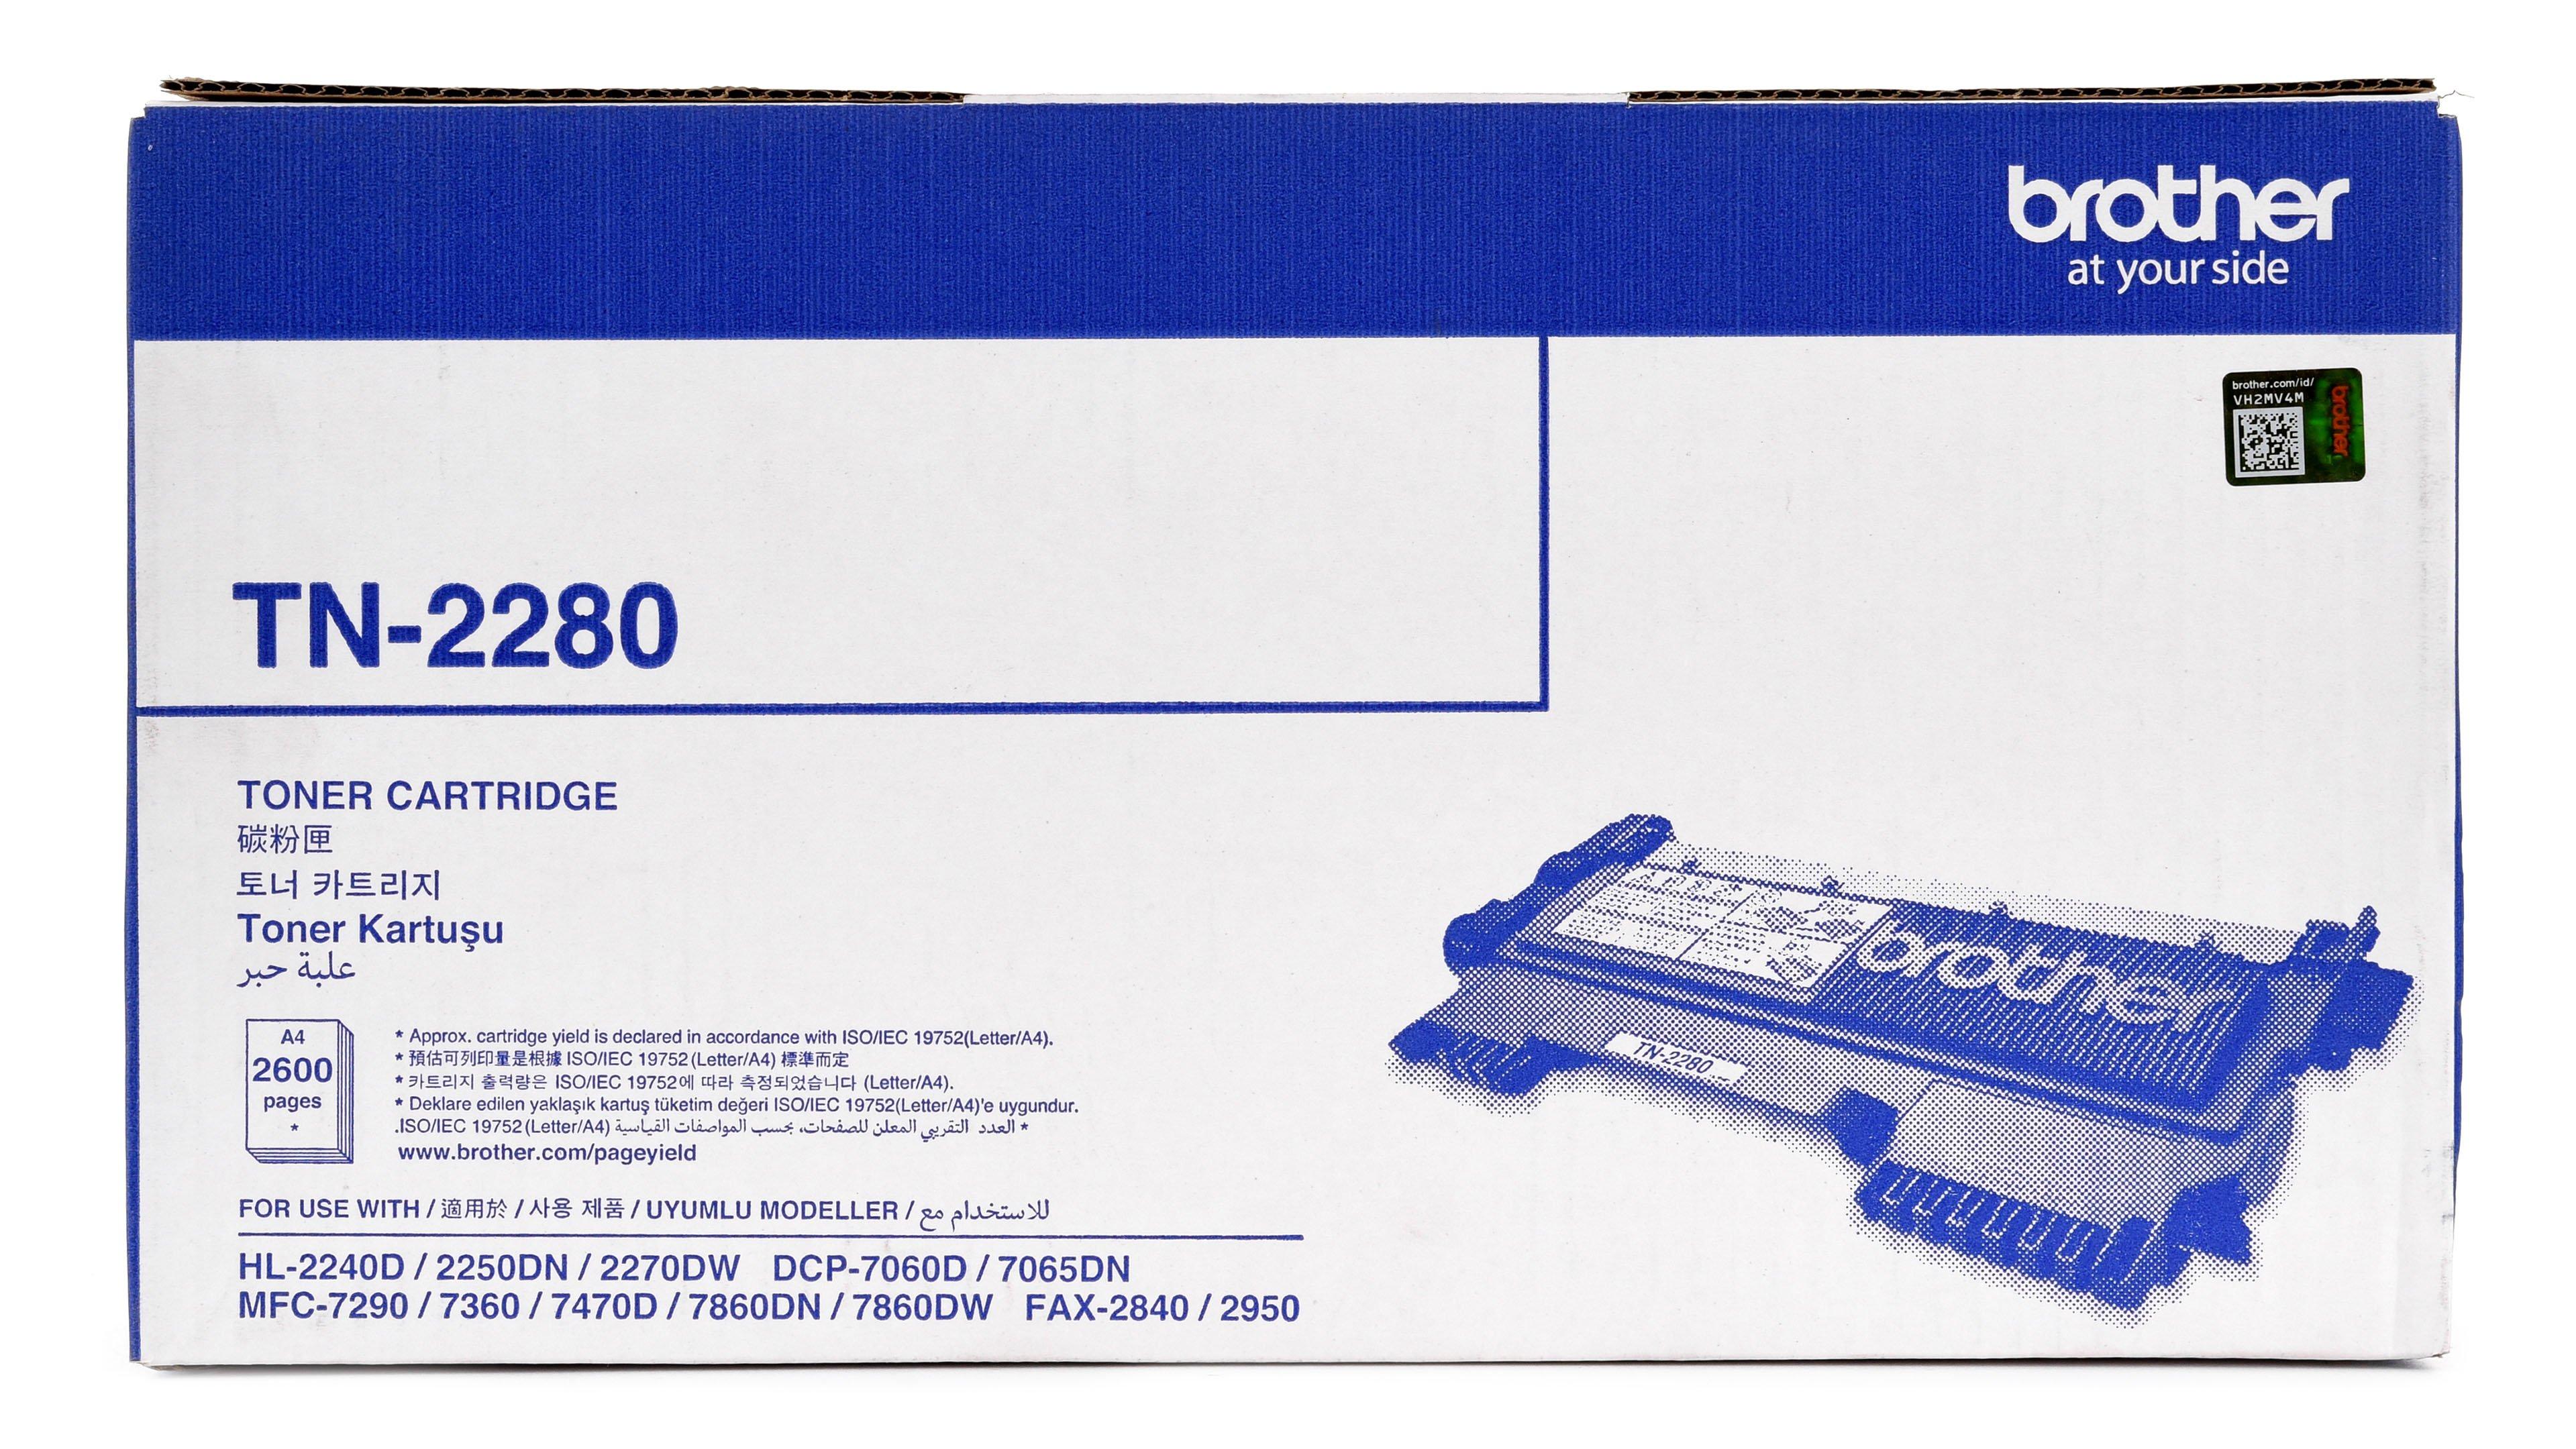 brother
at your side
brother.com/id/
VH2MV4M
brother
TN-2280
TONER CARTRIDGE
碳粉匣
토너 카트리지
Toner Kartuşu
علبة حبر
A4
2600
pages
*
* Approx. cartridge yield is declared in accordance with ISO/IEC 19752(Letter/A4).
* 預估可列印量是根據 ISO/IEC 19752 (Letter/A4) 標準而定
* 카트리지 출력량은 ISO/IEC 19752에 따라 측정되었습니다 (Letter/A4).
* Deklare edilen yaklaşık kartuş tüketim değeri ISO/IEC 19752(Letter/A4)'e uygundur.
* العدد التقريبي المعلن للصفحات، بحسب المواصفات القياسية ISO/IEC 19752 (Letter/A4).
www.brother.com/pageyield
brother
TN-2280
FOR USE WITH / 適用於 / 사용 제품 / UYUMLU MODELLER / للاستخدام مع
HL-2240D / 2250DN / 2270DW DCP-7060D / 7065DN
MFC-7290 / 7360 / 7470D / 7860DN / 7860DW FAX-2840 / 2950